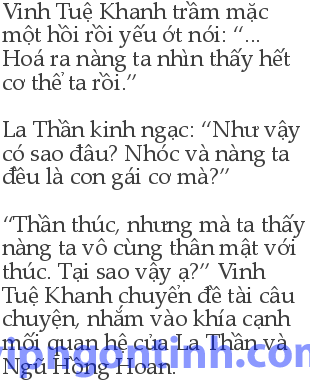 Vinh Tuệ Khanh trầm mặc
một hồi rồi yếu ớt nói: “...
Hoá ra nàng ta nhìn thấy hết
cơ thể ta rồi.”
La Thần kinh ngạc: “Như vậy
có sao đâu? Nhóc và nàng ta
đều là con gái cơ mà?”
“Thần thúc, nhưng mà ta thấy
nàng ta vô cùng thân mật với
thúc. Tại sao vậy ạ?” Vinh
Tuệ Khanh chuyển đề tài câu
chuyện, nhắm vào khía cạnh
mối quan hệ của La Thần và
Ngũ Hồng Hoan.
vipngontinh.com